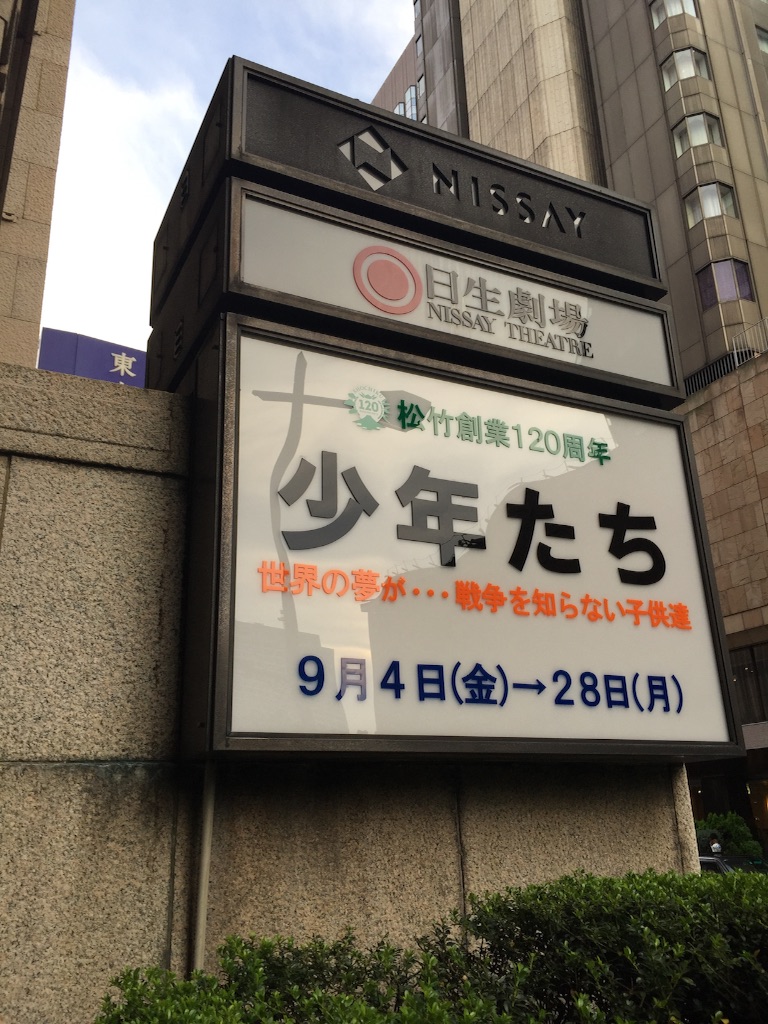 NISSAY
日生劇場
NISSAY THEATRE
東
120
松竹創業120周年
少年たち
世界の夢が・・・戦争を知らない子供達
9月4日(金)→28日(月)